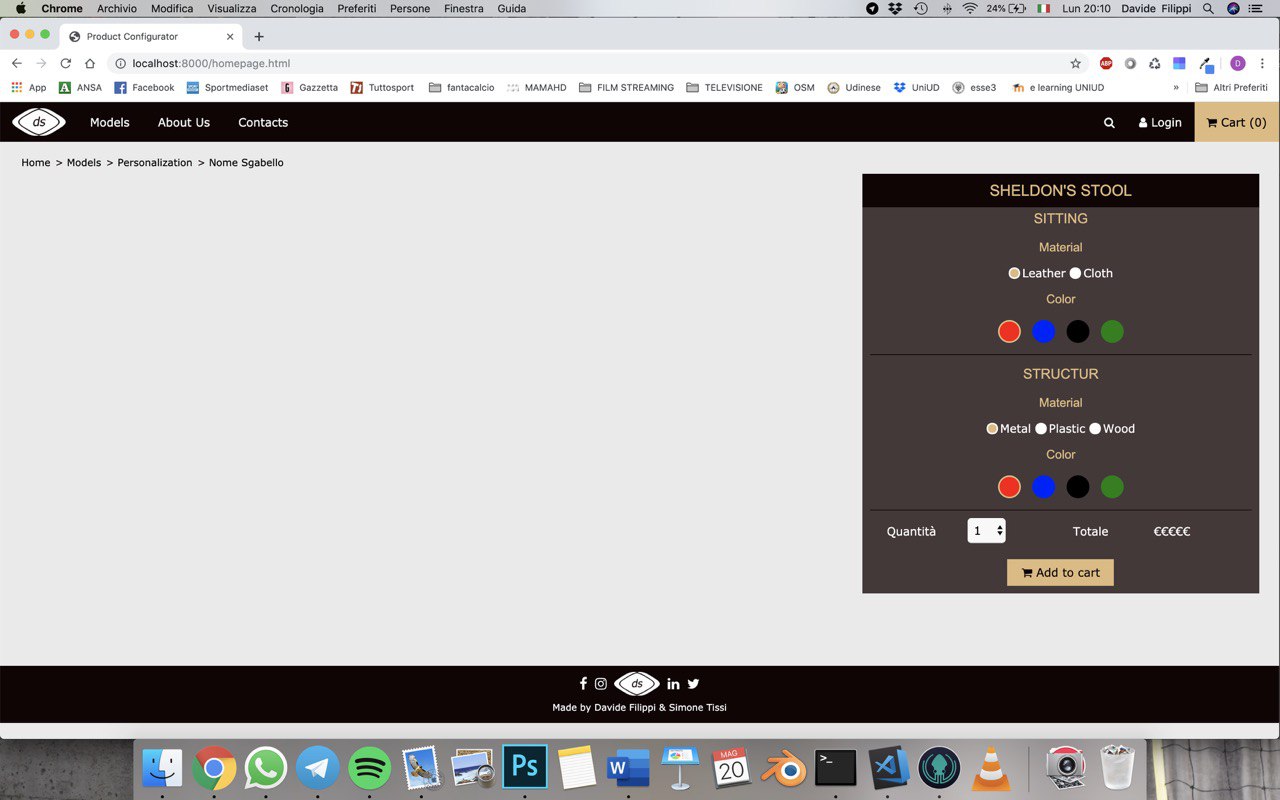 Chrome Archivio Modifica Visualizza Cronologia Preferiti Persone Finestra Guida 24% Lun 20:10 Davide Filippi
Product Configurator
localhost:8000/homepage.html ABP D
App A ANSA Facebook Sportmediaset G Gazzetta Tuttosport fantacalcio MAMAHD FILM STREAMING TELEVISIONE OSM Udinese UniUD esse3 e learning UNIUD » Altri Preferiti
ds Models About Us Contacts Login Cart (0)
Home > Models > Personalization > Nome Sgabello
SHELDON'S STOOL
SITTING
Material
Leather Cloth
Color
STRUCTUR
Material
Metal Plastic Wood
Color
Quantità 1 Totale €€€€€
Add to cart
ds
Made by Davide Filippi & Simone Tissi
Ps W MAG 20 >_